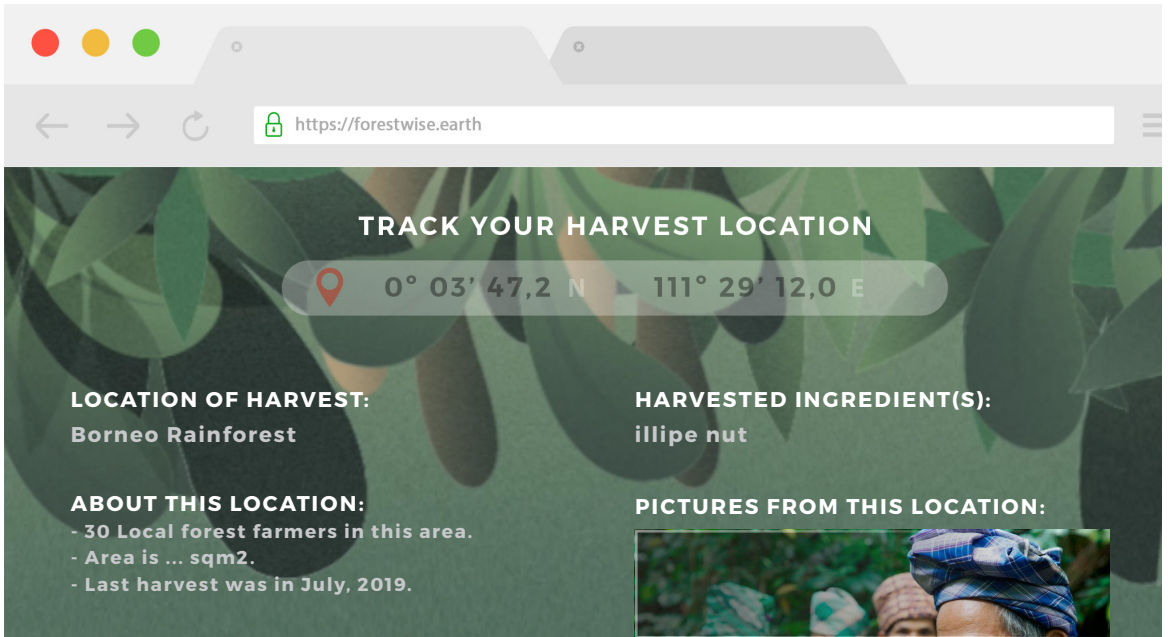 https://forestwise.earth
TRACK YOUR HARVEST LOCATION
0° 03’ 47,2 N 111° 29’ 12,0 E
LOCATION OF HARVEST:
Borneo Rainforest
ABOUT THIS LOCATION:
- 30 Local forest farmers in this area.
- Area is ... sqm2.
- Last harvest was in July, 2019.
HARVESTED INGREDIENT(S):
illipe nut
PICTURES FROM THIS LOCATION: